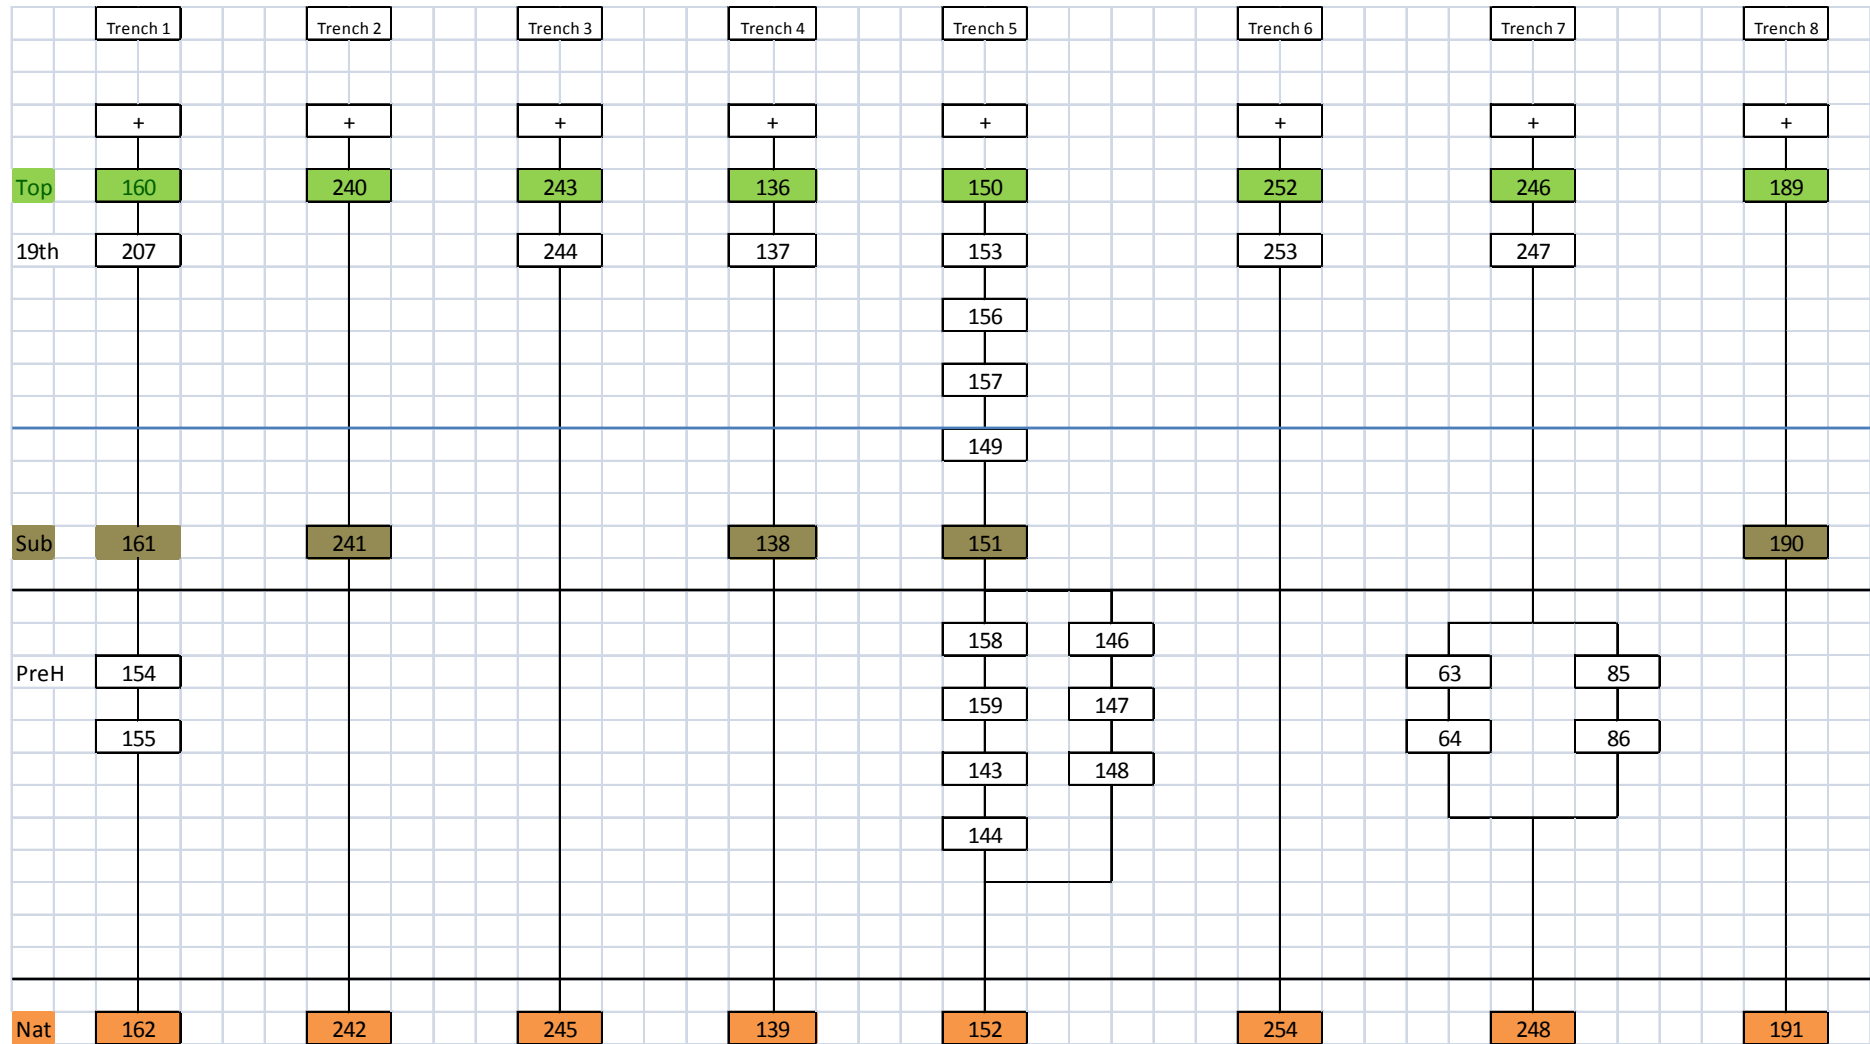 Trench 1 Trench 2 Trench 3 Trench 4 Trench 5 Trench 6 Trench 7 Trench 8
+ + + + + + + +
Top 160 240 243 136 150 252 246 189
19th 207 244 137 153 253 247
156
157
149
Sub 161 241 138 151 190
158 146
PreH 154 63 85
159 147
155 64 86
143 148
144
Nat 162 242 245 139 152 254 248 191